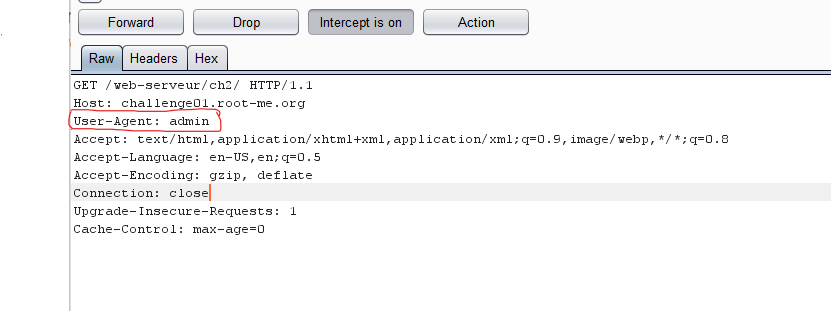 Forward Drop Intercept is on Action
Raw Headers Hex
GET /web-serveur/ch2/ HTTP/1.1
Host: challenge01.root-me.org
User-Agent: admin
Accept: text/html,application/xhtml+xml,application/xml;q=0.9,image/webp,*/*;q=0.8
Accept-Language: en-US,en;q=0.5
Accept-Encoding: gzip, deflate
Connection: close
Upgrade-Insecure-Requests: 1
Cache-Control: max-age=0